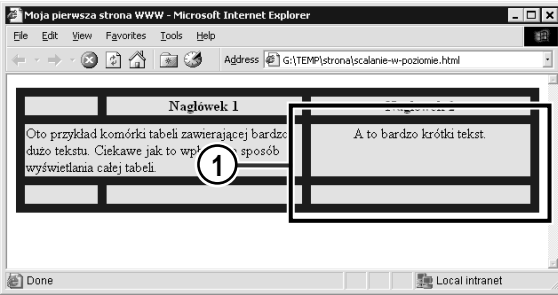 Moja pierwsza strona WWW - Microsoft Internet Explorer
File Edit View Favorites Tools Help
Address G:\TEMP\strona\scalanie-w-poziomie.html
Nagłówek 1
Oto przykład komórki tabeli zawierającej bardzo
dużo tekstu. Ciekawe jak to sposób
wyświetlania całej tabeli.
A to bardzo krótki tekst.
1
Done
Local intranet